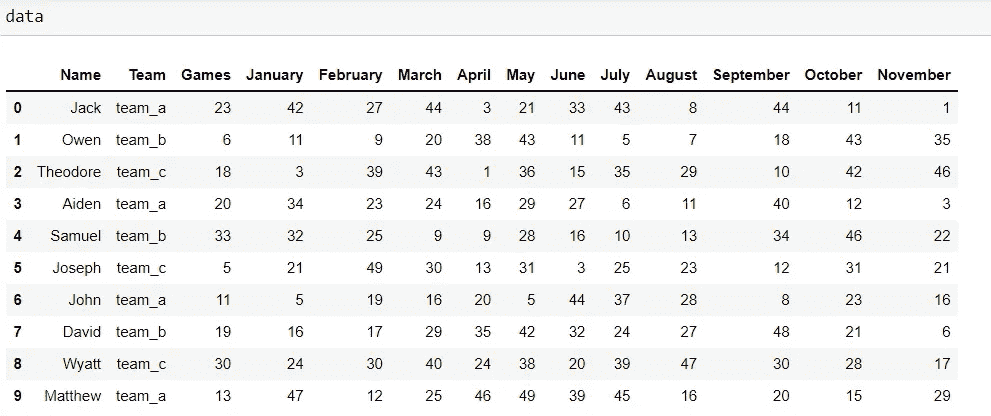 data
Name Team Games January February March April May June July August September October November
0 Jack team_a 23 42 27 44 3 21 33 43 8 44 11 1
1 Owen team_b 6 11 9 20 38 43 11 5 7 18 43 35
2 Theodore team_c 18 3 39 43 1 36 15 35 29 10 42 46
3 Aiden team_a 20 34 23 24 16 29 27 6 11 40 12 3
4 Samuel team_b 33 32 25 9 9 28 16 10 13 34 46 22
5 Joseph team_c 5 21 49 30 13 31 3 25 23 12 31 21
6 John team_a 11 5 19 16 20 5 44 37 28 8 23 16
7 David team_b 19 16 17 29 35 42 32 24 27 48 21 6
8 Wyatt team_c 30 24 30 40 24 38 20 39 47 30 28 17
9 Matthew team_a 13 47 12 25 46 49 39 45 16 20 15 29